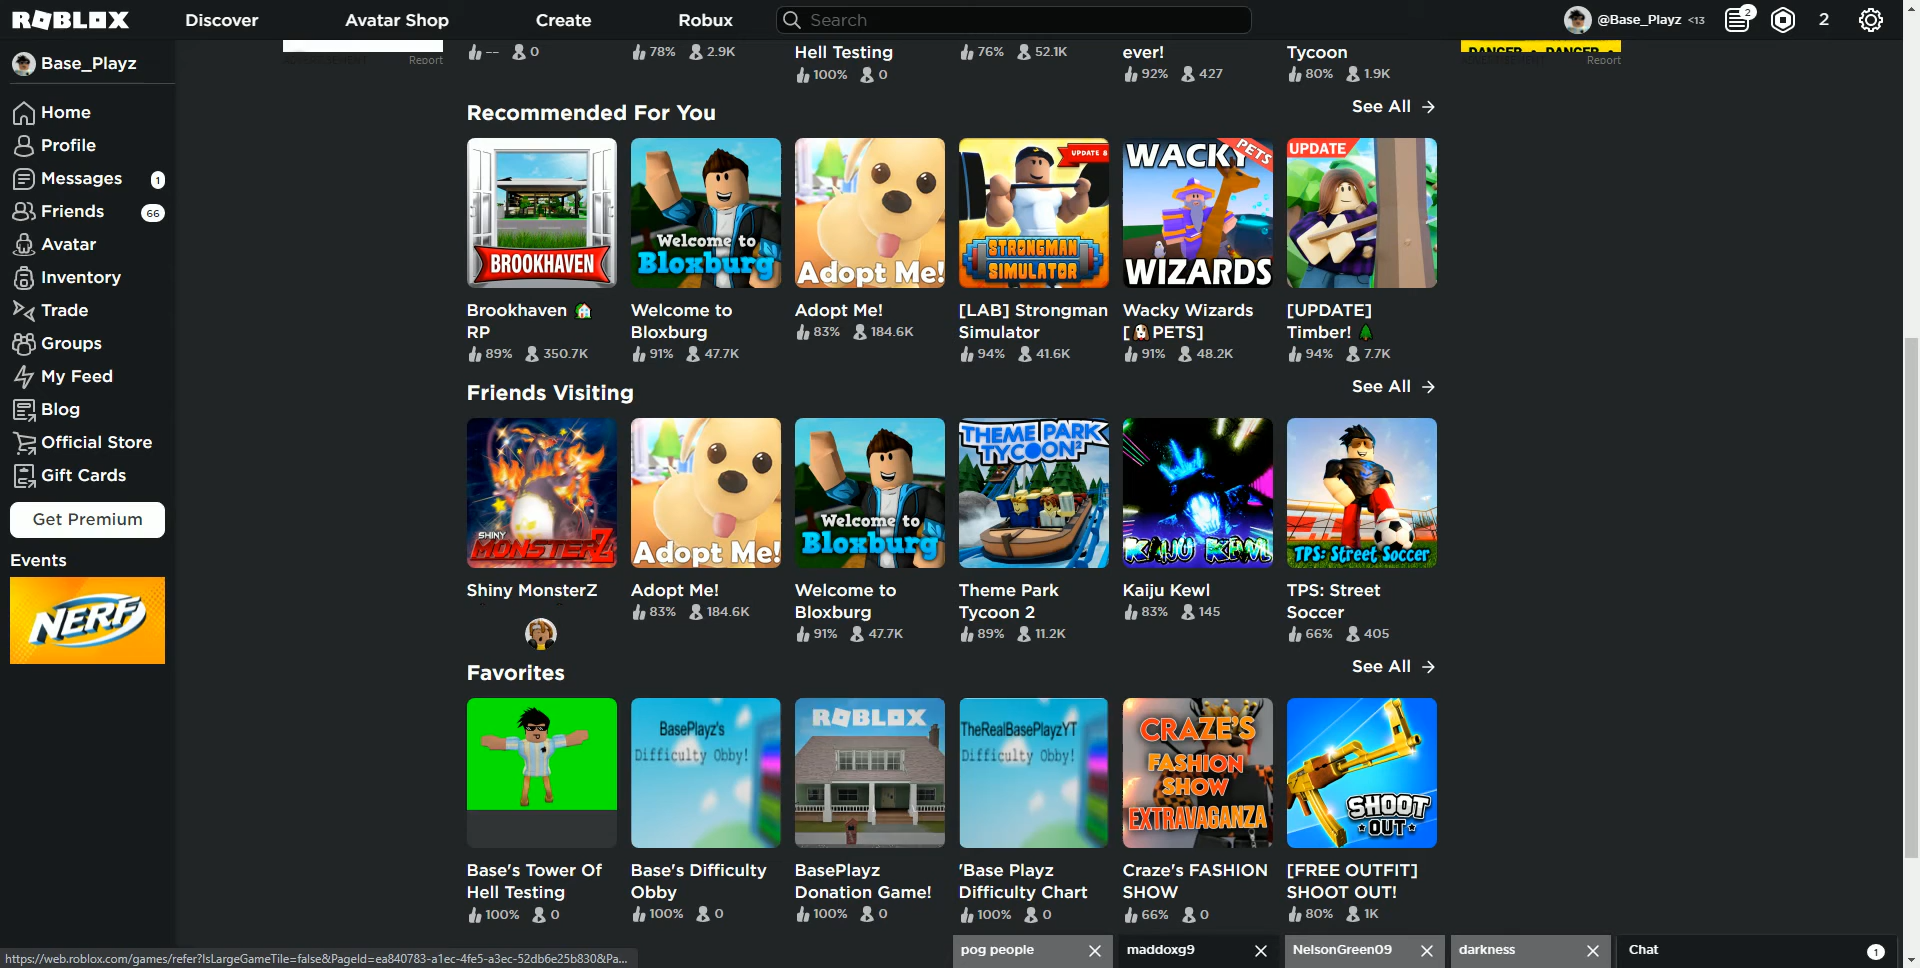 ROBLOX
Discover
Avatar Shop
Create
Robux
Search
@Base_Playz <13
2
2
Base_Playz
Home
Profile
Messages 1
Friends 66
Avatar
Inventory
Trade
Groups
My Feed
Blog
Official Store
Gift Cards
Get Premium
Events
NERF
ADVERTISEMENT Report
DANGER DANGER
ADVERTISEMENT Report
-- 0
78% 2.9K
Hell Testing
100% 0
76% 52.1K
ever!
92% 427
Tycoon
80% 1.9K
Recommended For You
See All →
BROOKHAVEN
Welcome to
Bloxburg
Adopt Me!
UPDATE 8
STRONGMAN
SIMULATOR
WACKY
PETS
WIZARDS
UPDATE
Brookhaven
RP
89% 350.7K
Welcome to
Bloxburg
91% 47.7K
Adopt Me!
83% 184.6K
[LAB] Strongman
Simulator
94% 41.6K
Wacky Wizards
[PETS]
91% 48.2K
[UPDATE]
Timber!
94% 7.7K
Friends Visiting
See All →
SHINY
MONSTERZ
Adopt Me!
Welcome to
Bloxburg
THEME PARK
TYCOON 2
KAIJU KEWL
TPS: Street Soccer
Shiny MonsterZ
Adopt Me!
83% 184.6K
Welcome to
Bloxburg
91% 47.7K
Theme Park
Tycoon 2
89% 11.2K
Kaiju Kewl
83% 145
TPS: Street
Soccer
66% 405
Favorites
See All →
BasePlayz's
Difficulty Obby!
ROBLOX
TheRealBasePlayzYT
Difficulty Obby!
CRAZE'S
FASHION
SHOW
EXTRAVAGANZA
SHOOT
OUT
Base's Tower Of
Hell Testing
100% 0
Base's Difficulty
Obby
100% 0
BasePlayz
Donation Game!
100% 0
'Base Playz
Difficulty Chart
100% 0
Craze's FASHION
SHOW
66% 0
[FREE OUTFIT]
SHOOT OUT!
80% 1K
https://web.roblox.com/games/refer?IsLargeGameTile=false&PageId=ea840783-a1ec-4fe5-a3ec-52db6e25b830&Pa...
pog people
maddoxg9
NelsonGreen09
darkness
Chat 1